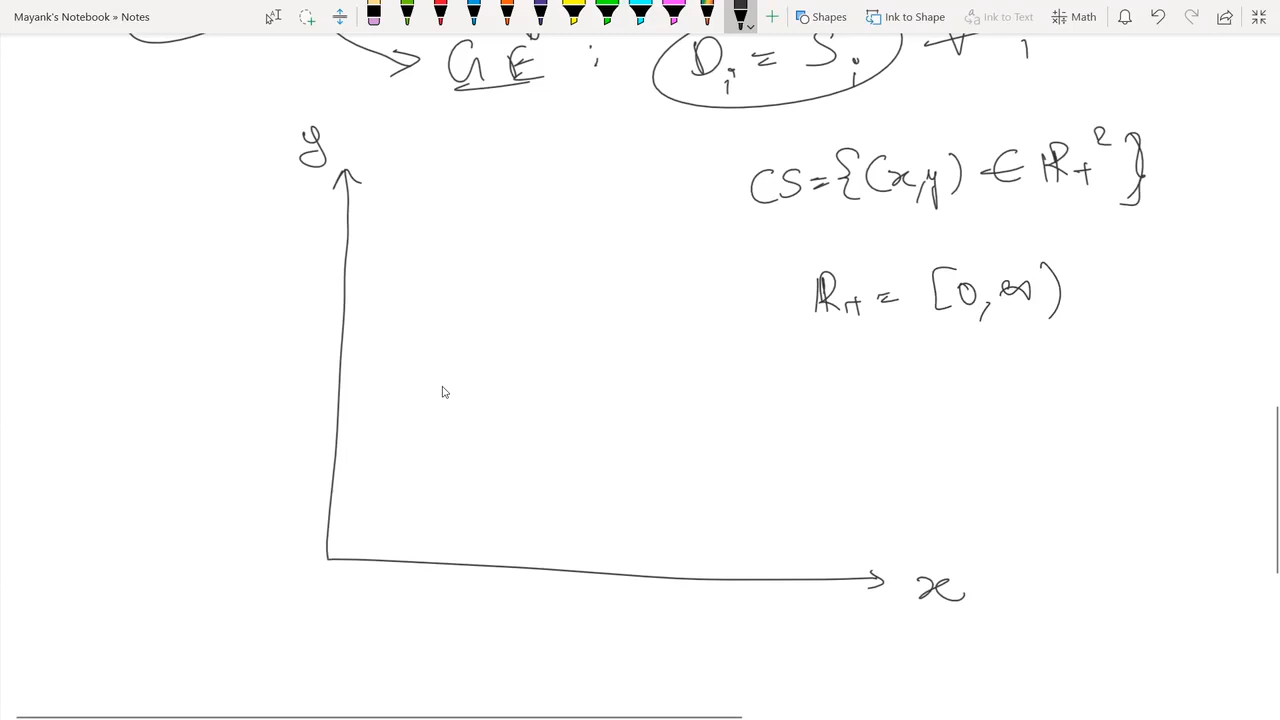 Mayank's Notebook » Notes
Shapes Ink to Shape Ink to Text Math
GE : D_i = S_i ∀ i
y
CS = {(x,y) ∈ ℝ₊²}
ℝ₊ = [0, ∞)
x